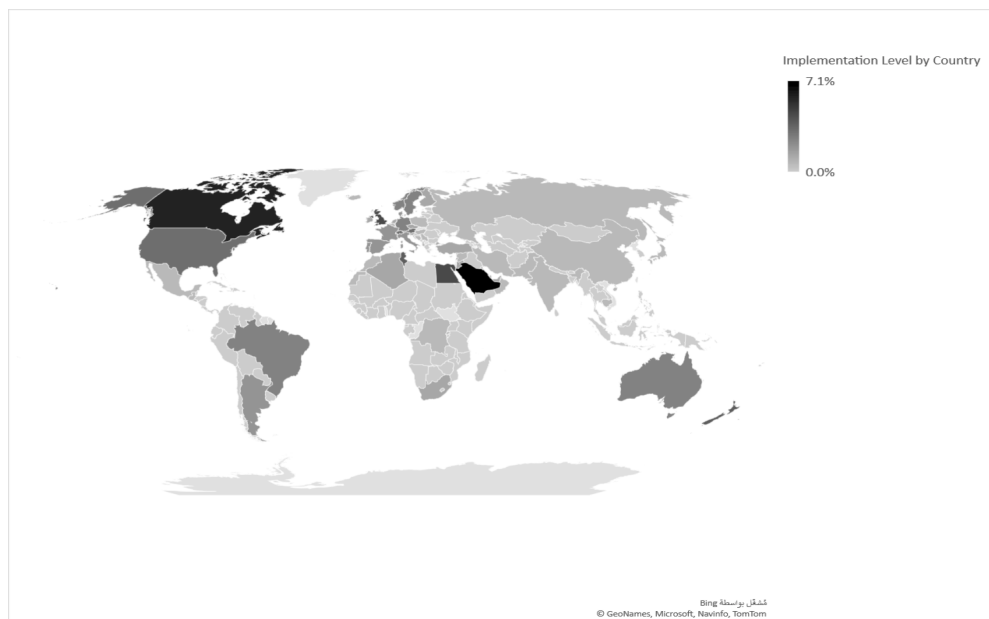 Implementation Level by Country
7.1%
0.0%
مُشغّل بواسطة Bing
© GeoNames, Microsoft, Navinfo, TomTom